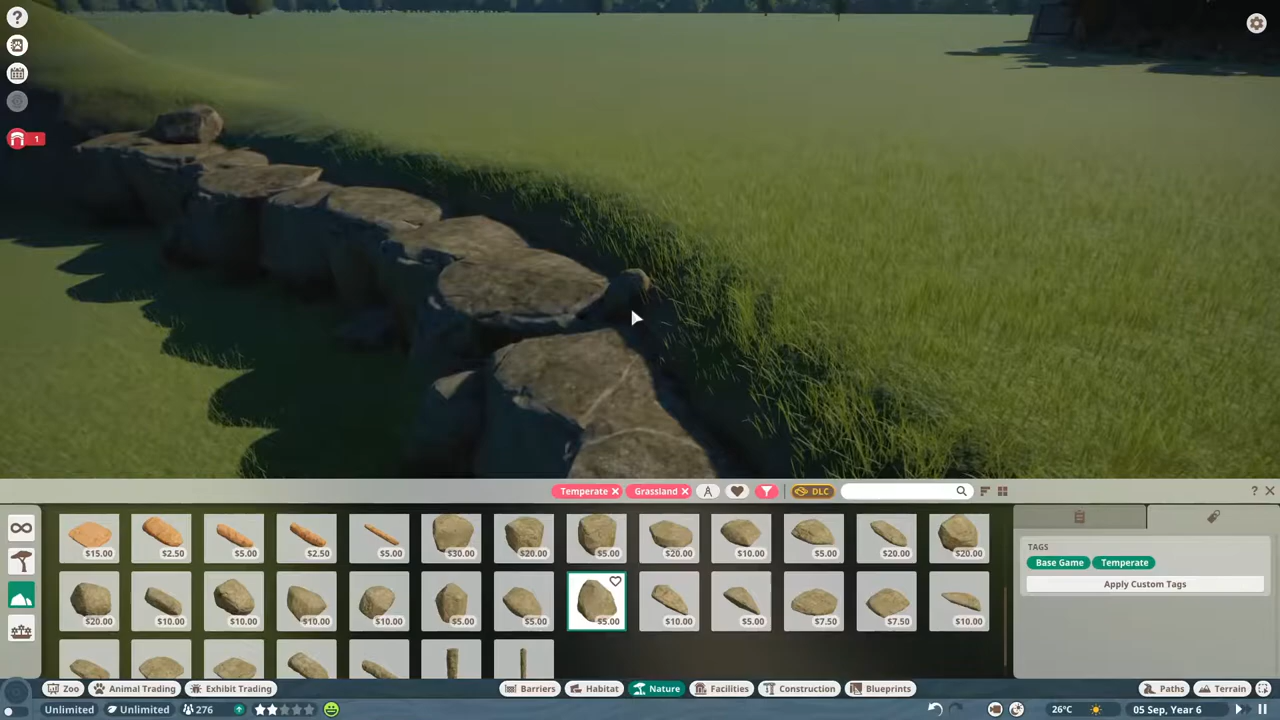 ?
1
Temperate ×
Grassland ×
DLC
? ×
$15.00
$2.50
$5.00
$2.50
$5.00
$30.00
$20.00
$5.00
$20.00
$10.00
$5.00
$20.00
$20.00
$20.00
$10.00
$10.00
$10.00
$10.00
$5.00
$5.00
$5.00
$10.00
$5.00
$7.50
$7.50
$10.00
TAGS
Base Game
Temperate
Apply Custom Tags
Zoo
Animal Trading
Exhibit Trading
Barriers
Habitat
Nature
Facilities
Construction
Blueprints
Paths
Terrain
Unlimited
Unlimited
276
26°C
05 Sep, Year 6